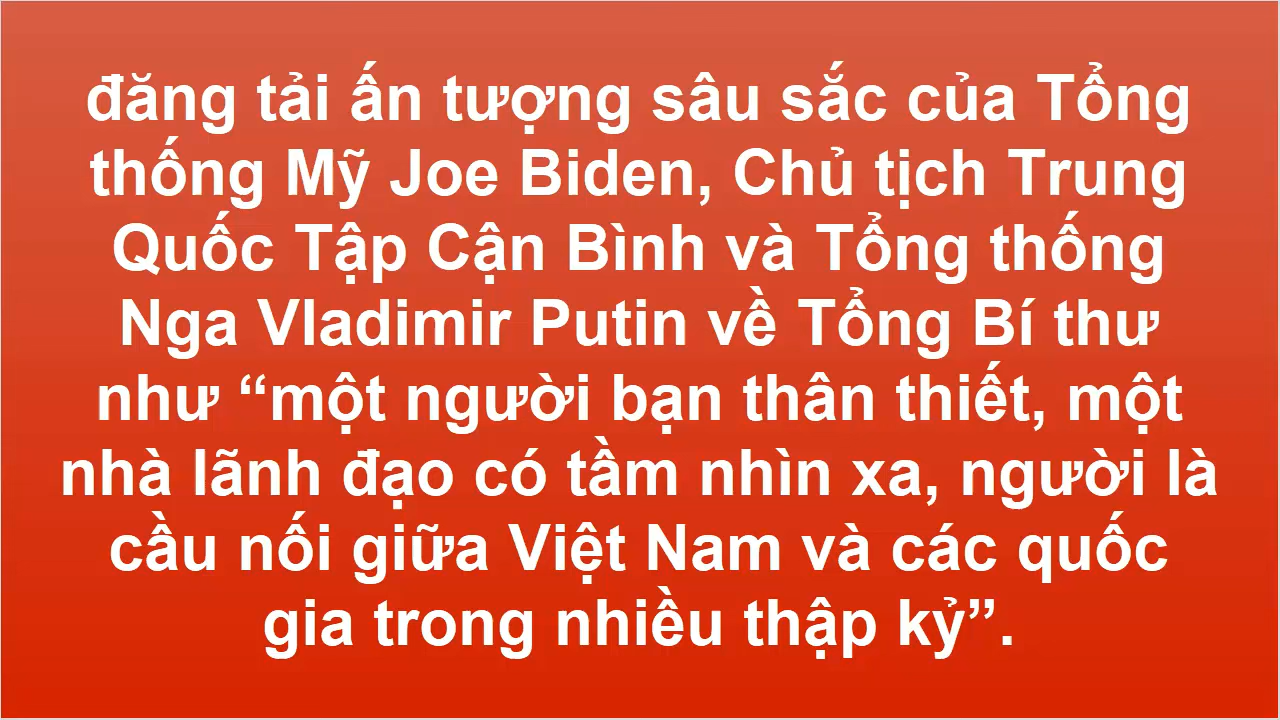 đăng tải ấn tượng sâu sắc của Tổng
thống Mỹ Joe Biden, Chủ tịch Trung
Quốc Tập Cận Bình và Tổng thống
Nga Vladimir Putin về Tổng Bí thư
như “một người bạn thân thiết, một
nhà lãnh đạo có tầm nhìn xa, người là
cầu nối giữa Việt Nam và các quốc
gia trong nhiều thập kỷ”.